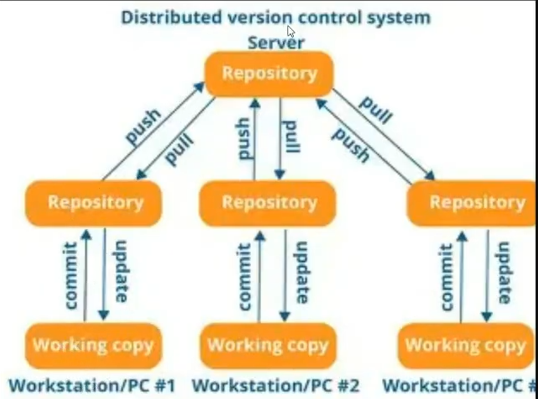 Distributed version control system
Server
Repository
push
pull
push
pull
push
pull
Repository
Repository
Repository
commit
update
commit
update
commit
update
Working copy
Working copy
Working copy
Workstation/PC #1
Workstation/PC #2
Workstation/PC #